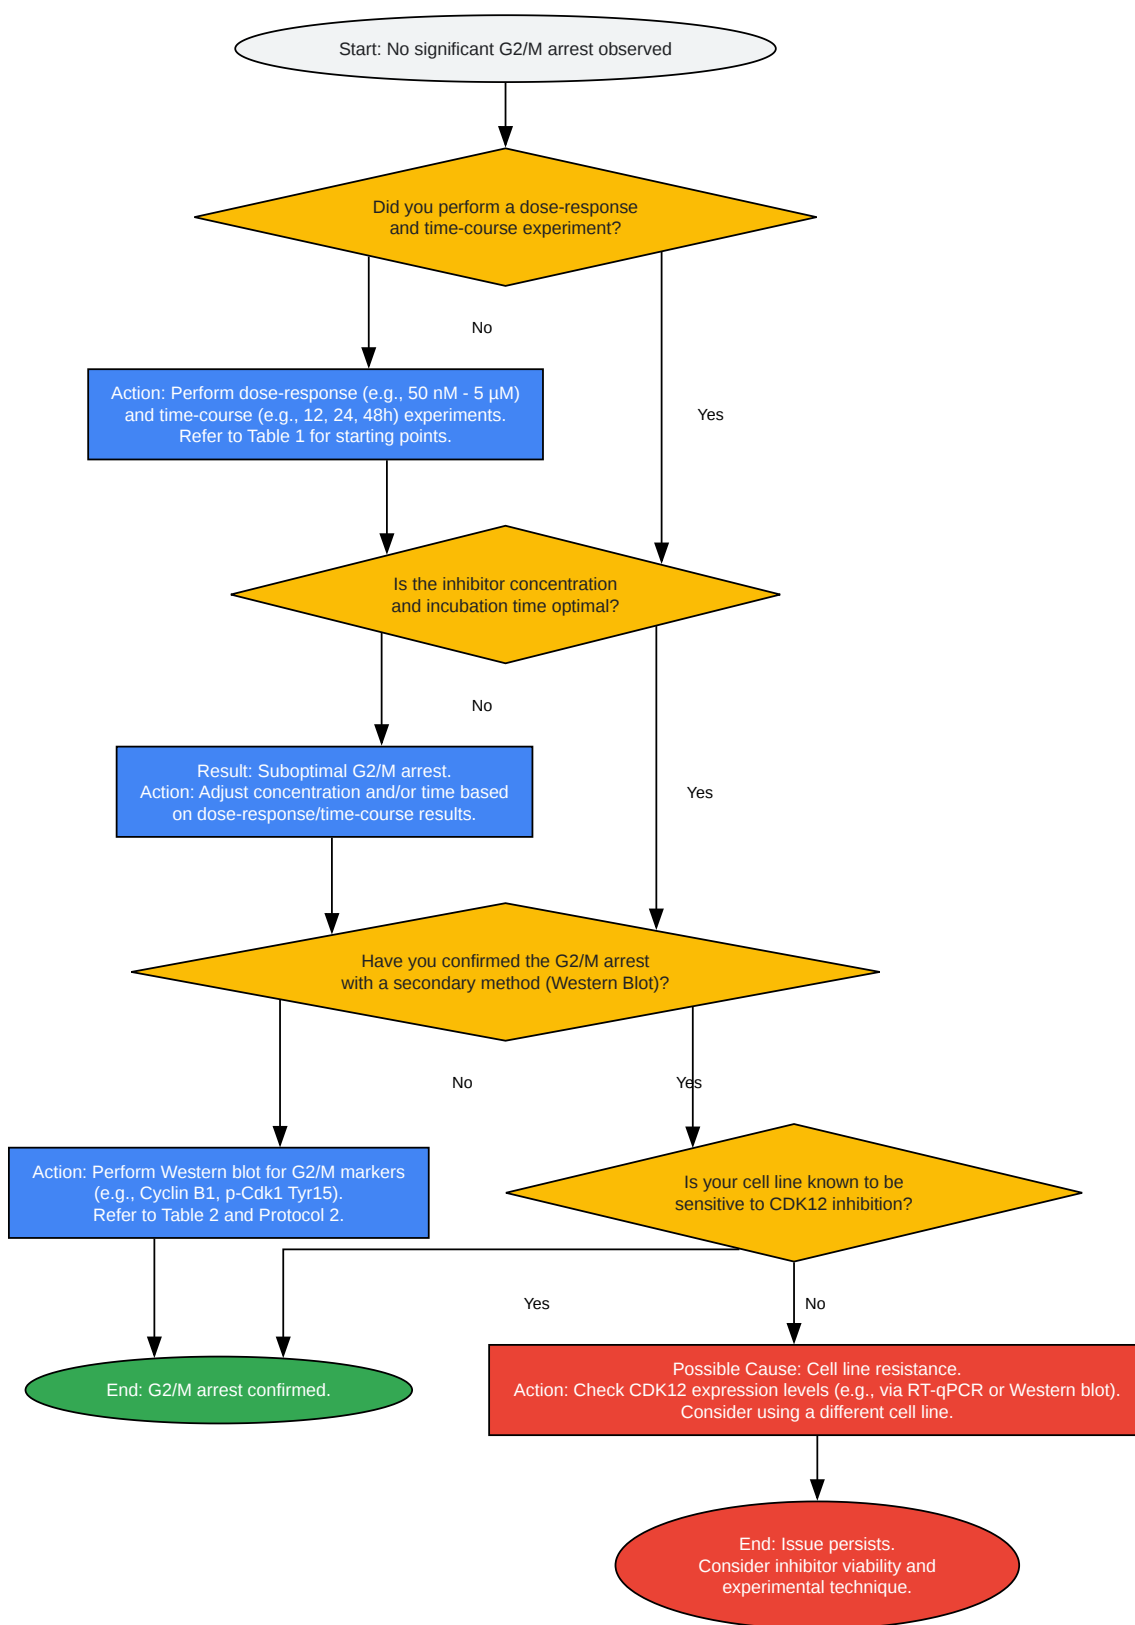 Start: No significant G2/M arrest observed
Did you perform a dose-response
and time-course experiment?
No
Yes
Action: Perform dose-response (e.g., 50 nM - 5 µM)
and time-course (e.g., 12, 24, 48h) experiments.
Refer to Table 1 for starting points.
Is the inhibitor concentration
and incubation time optimal?
No
Yes
Result: Suboptimal G2/M arrest.
Action: Adjust concentration and/or time based
on dose-response/time-course results.
Have you confirmed the G2/M arrest
with a secondary method (Western Blot)?
No
Yes
Action: Perform Western blot for G2/M markers
(e.g., Cyclin B1, p-Cdk1 Tyr15).
Refer to Table 2 and Protocol 2.
Is your cell line known to be
sensitive to CDK12 inhibition?
Yes
No
End: G2/M arrest confirmed.
Possible Cause: Cell line resistance.
Action: Check CDK12 expression levels (e.g., via RT-qPCR or Western blot).
Consider using a different cell line.
End: Issue persists.
Consider inhibitor viability and
experimental technique.